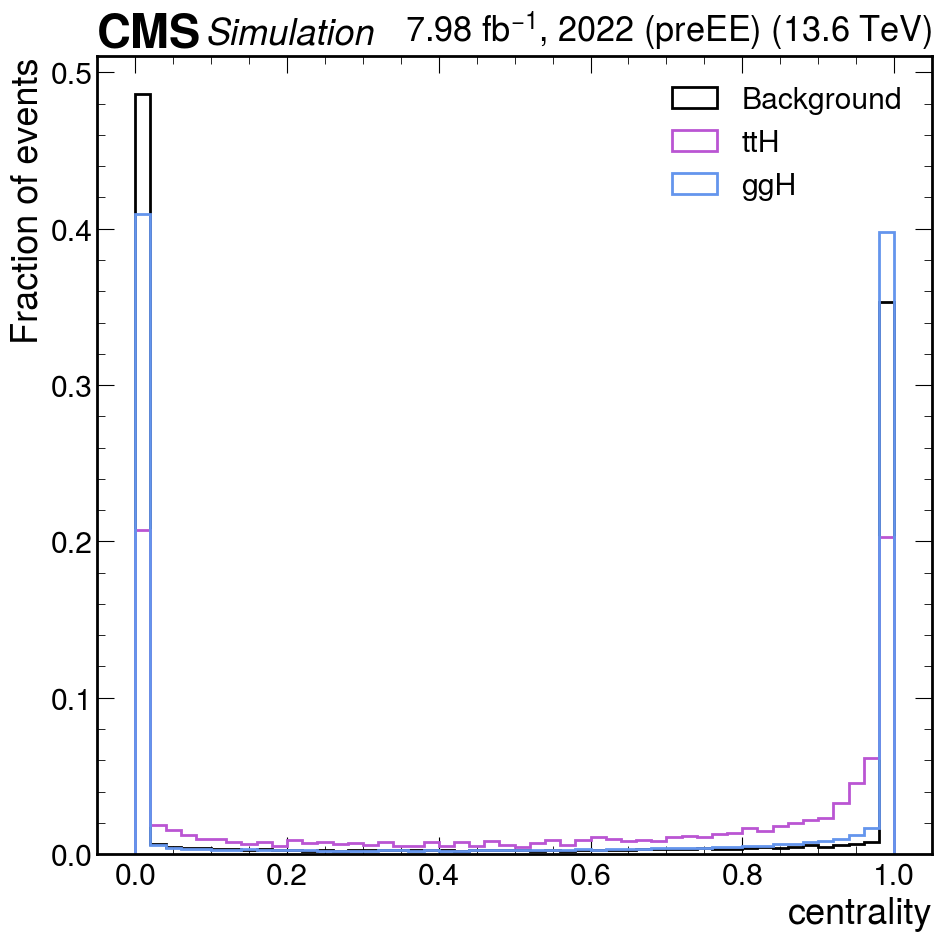 CMS Simulation 7.98 fb⁻¹, 2022 (preEE) (13.6 TeV)
Fraction of events
0.5
0.4
0.3
0.2
0.1
0.0
Background
ttH
ggH
0.0 0.2 0.4 0.6 0.8 1.0
centrality